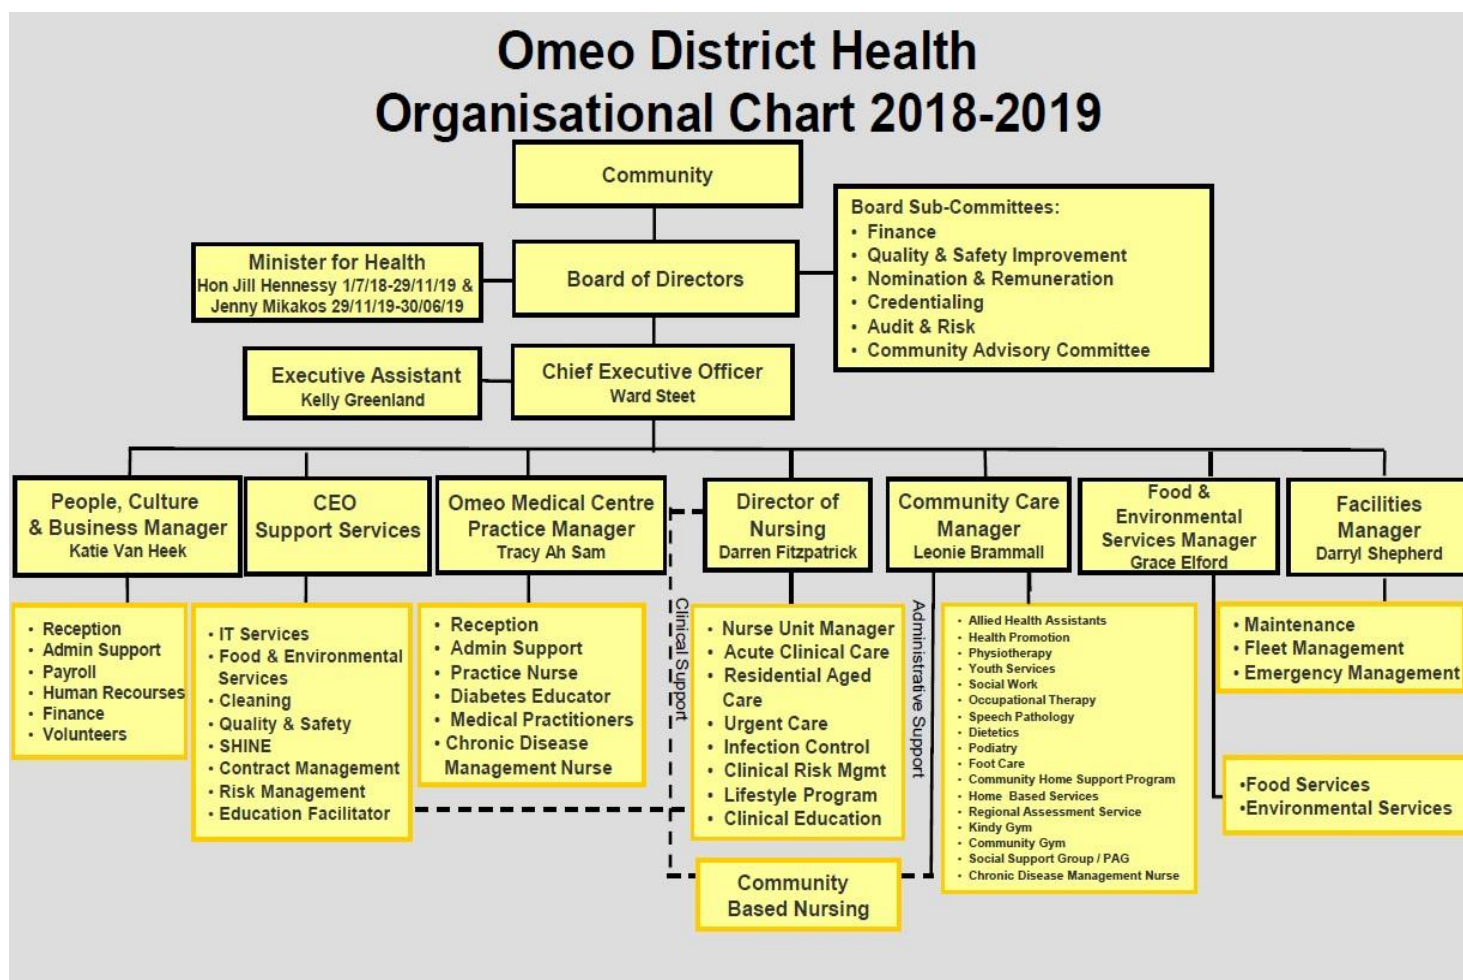 Omeo District Health
Organisational Chart 2018-2019
Community
Board of Directors
Minister for Health
Hon Jill Hennessy 1/7/18-29/11/19 &
Jenny Mikakos 29/11/19-30/06/19
Board Sub-Committees:
• Finance
• Quality & Safety Improvement
• Nomination & Remuneration
• Credentialing
• Audit & Risk
• Community Advisory Committee
Executive Assistant
Kelly Greenland
Chief Executive Officer
Ward Steet
People, Culture
& Business Manager
Katie Van Heek
CEO
Support Services
Omeo Medical Centre
Practice Manager
Tracy Ah Sam
Director of
Nursing
Darren Fitzpatrick
Community Care
Manager
Leonie Brammall
Food &
Environmental
Services Manager
Grace Elford
Facilities
Manager
Darryl Shepherd
• Reception
• Admin Support
• Payroll
• Human Recourses
• Finance
• Volunteers
• IT Services
• Food & Environmental
Services
• Cleaning
• Quality & Safety
• SHINE
• Contract Management
• Risk Management
• Education Facilitator
• Reception
• Admin Support
• Practice Nurse
• Diabetes Educator
• Medical Practitioners
• Chronic Disease
Management Nurse
Clinical Support
• Nurse Unit Manager
• Acute Clinical Care
• Residential Aged
Care
• Urgent Care
• Infection Control
• Clinical Risk Mgmt
• Lifestyle Program
• Clinical Education
Administrative Support
• Allied Health Assistants
• Health Promotion
• Physiotherapy
• Youth Services
• Social Work
• Occupational Therapy
• Speech Pathology
• Dietetics
• Podiatry
• Foot Care
• Community Home Support Program
• Home Based Services
• Regional Assessment Service
• Kindy Gym
• Community Gym
• Social Support Group / PAG
• Chronic Disease Management Nurse
• Maintenance
• Fleet Management
• Emergency Management
•Food Services
•Environmental Services
Community
Based Nursing